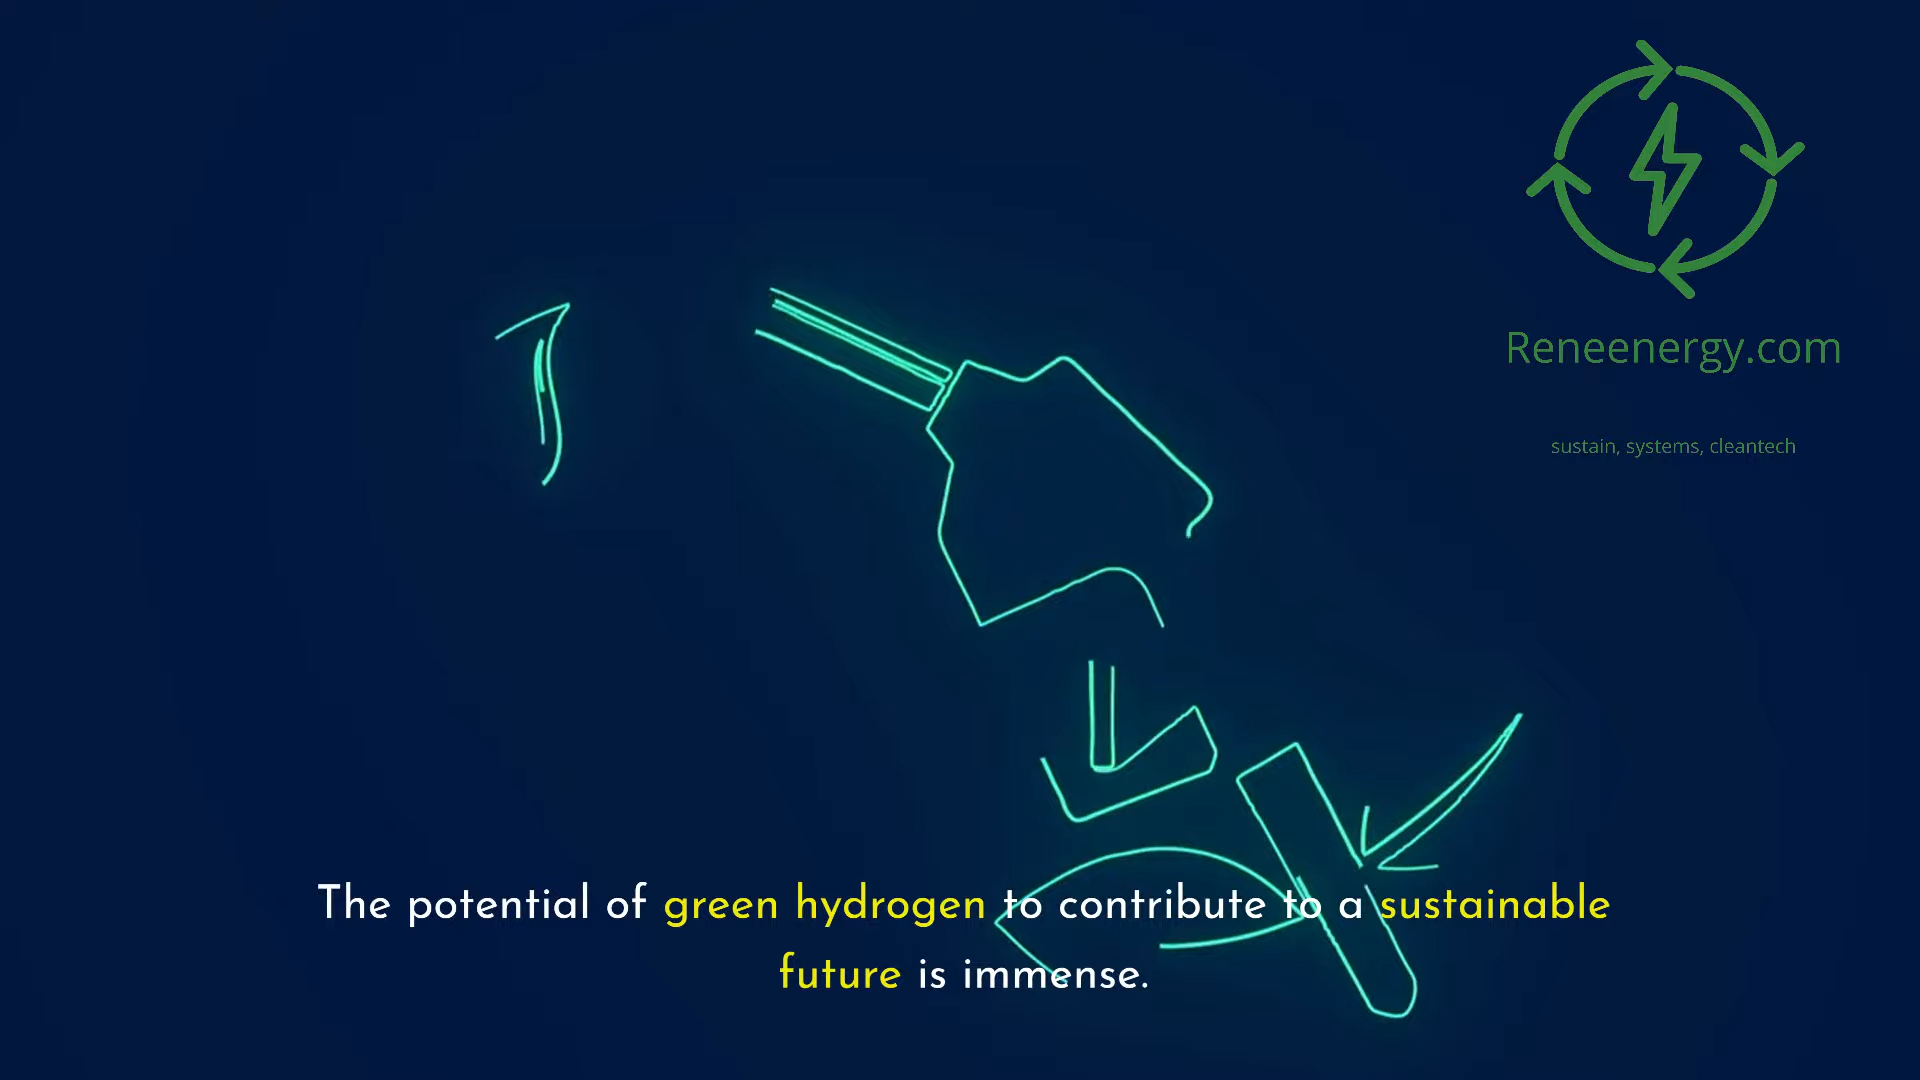 Reneenergy.com
sustain, systems, cleantech
The potential of green hydrogen to contribute to a sustainable
future is immense.